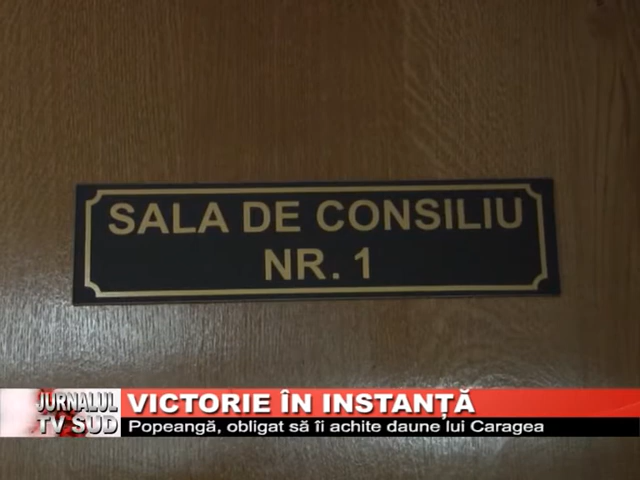 SALA DE CONSILIU
NR. 1
JURNALUL
TV SUD
VICTORIE ÎN INSTANȚĂ
Popeangă, obligat să îi achite daune lui Caragea